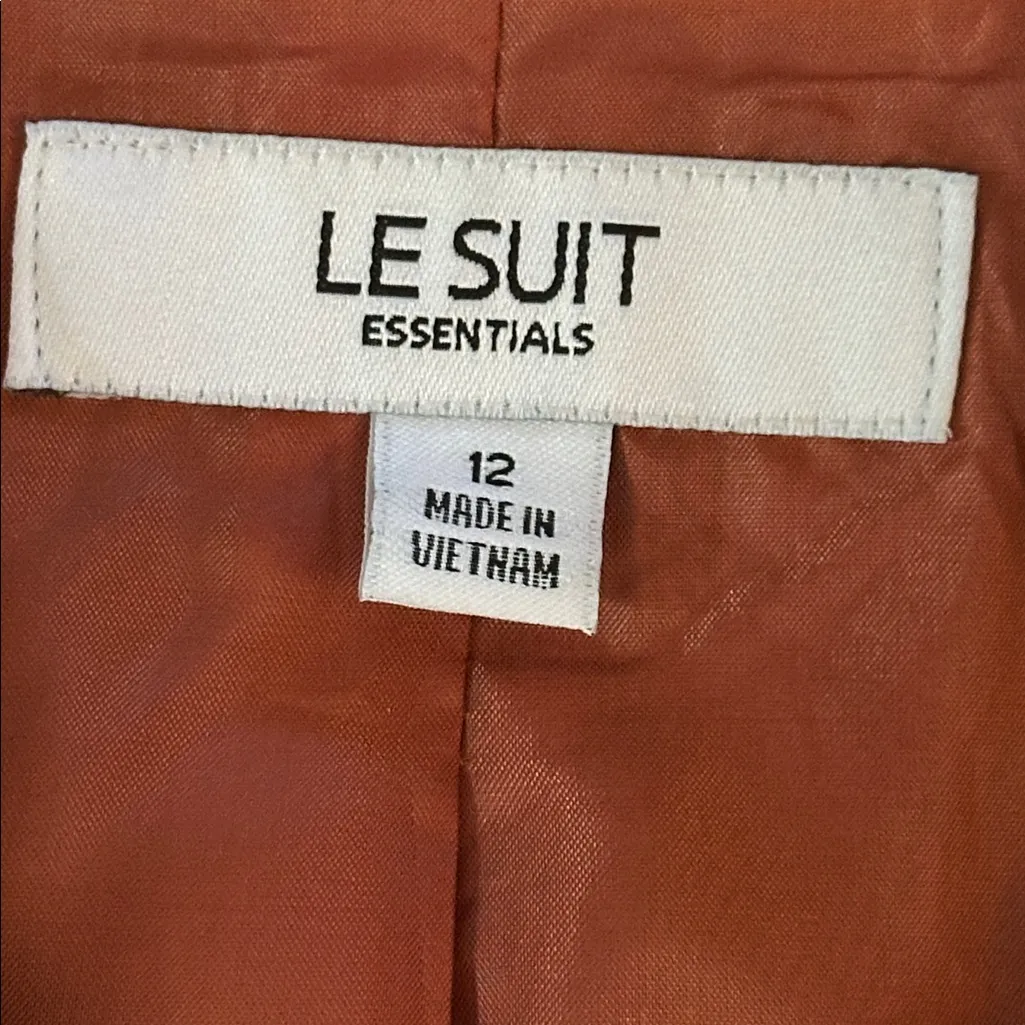 LE SUIT
ESSENTIALS
12
MADE IN
VIETNAM